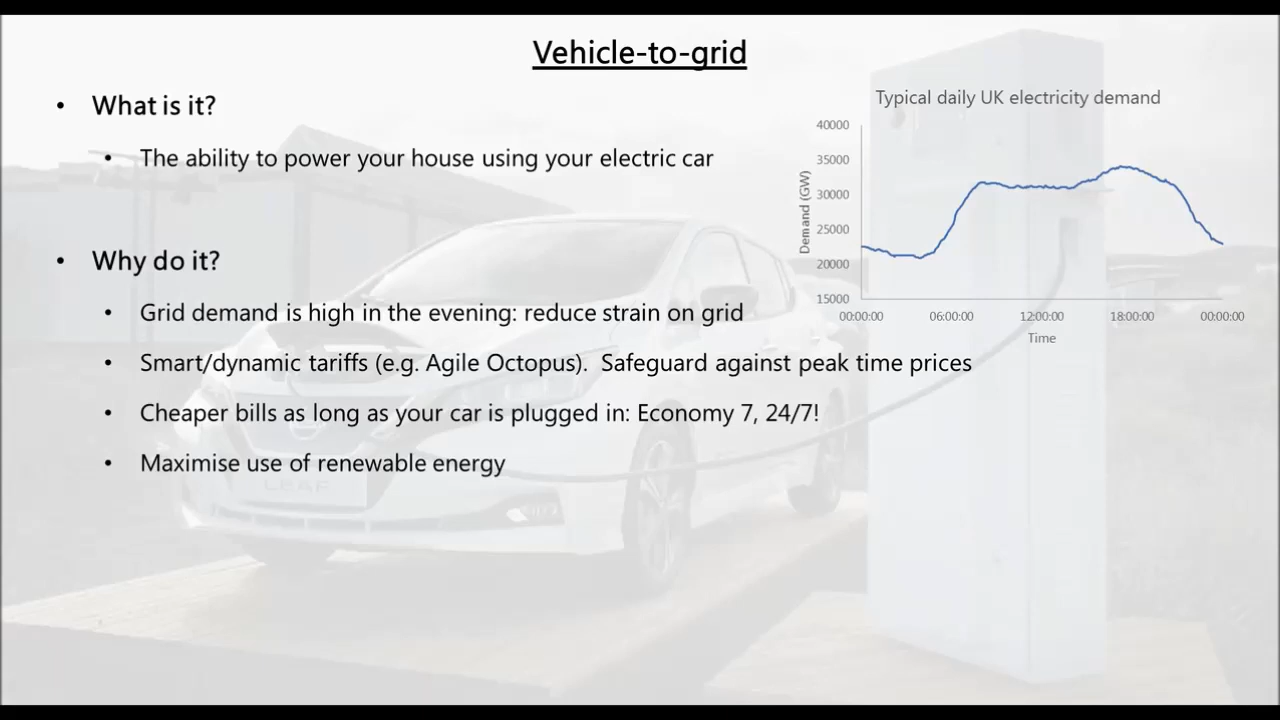 Vehicle-to-grid
• What is it?
• The ability to power your house using your electric car
• Why do it?
• Grid demand is high in the evening: reduce strain on grid
• Smart/dynamic tariffs (e.g. Agile Octopus).  Safeguard against peak time prices
• Cheaper bills as long as your car is plugged in: Economy 7, 24/7!
• Maximise use of renewable energy
Typical daily UK electricity demand
Demand (GW)
40000
35000
30000
25000
20000
15000
00:00:00 06:00:00 12:00:00 18:00:00 00:00:00
Time
LEAF